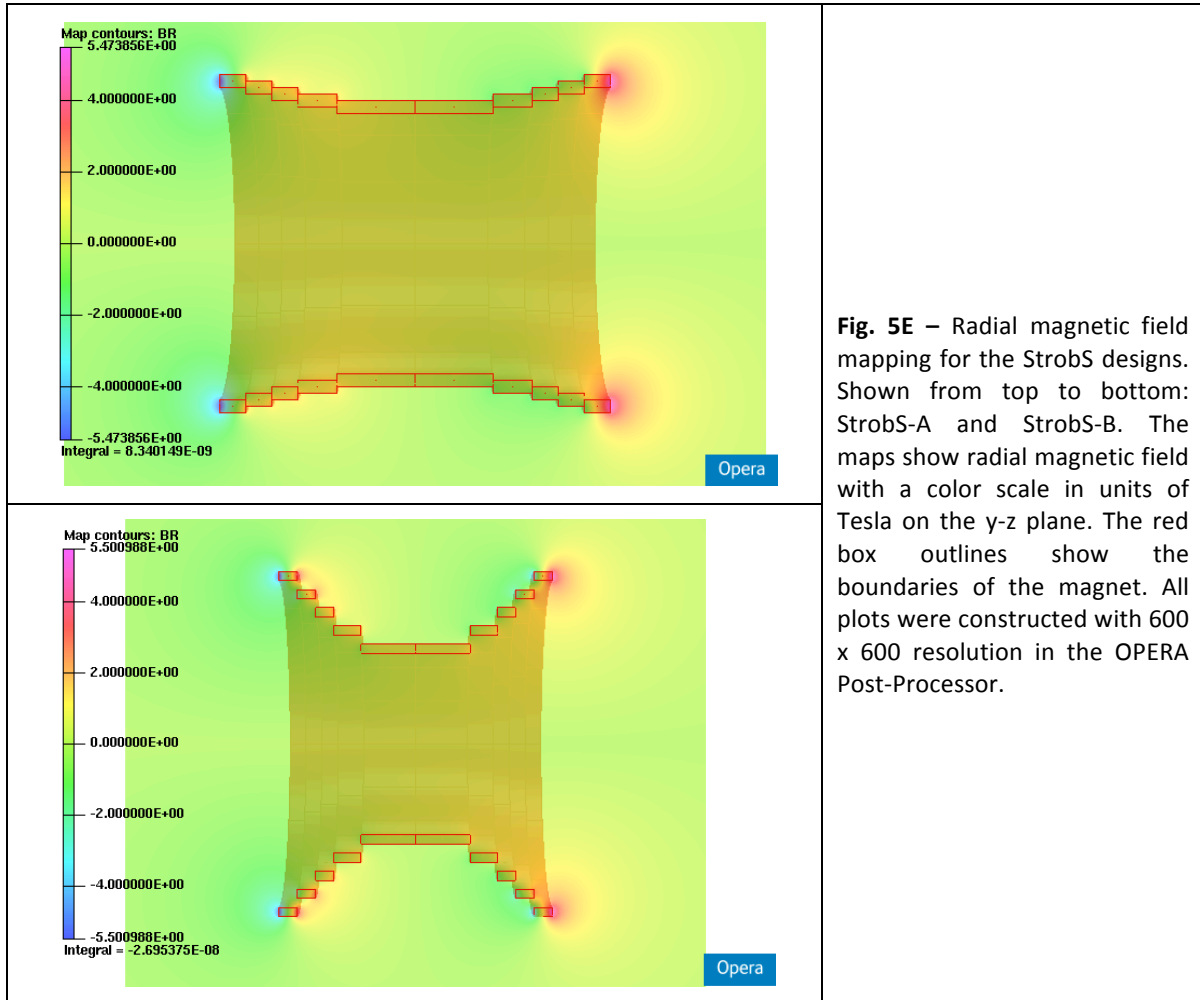 Map contours: BR
5.473856E+00
4.000000E+00
2.000000E+00
0.000000E+00
-2.000000E+00
-4.000000E+00
-5.473856E+00
Integral = 8.340149E-09
Opera
Map contours: BR
5.500988E+00
4.000000E+00
2.000000E+00
0.000000E+00
-2.000000E+00
-4.000000E+00
-5.500988E+00
Integral = -2.695375E-08
Opera
Fig. 5E – Radial magnetic field
mapping for the StrobS designs.
Shown from top to bottom:
StrobS-A and StrobS-B. The
maps show radial magnetic field
with a color scale in units of
Tesla on the y-z plane. The red
box outlines show the
boundaries of the magnet. All
plots were constructed with 600
x 600 resolution in the OPERA
Post-Processor.